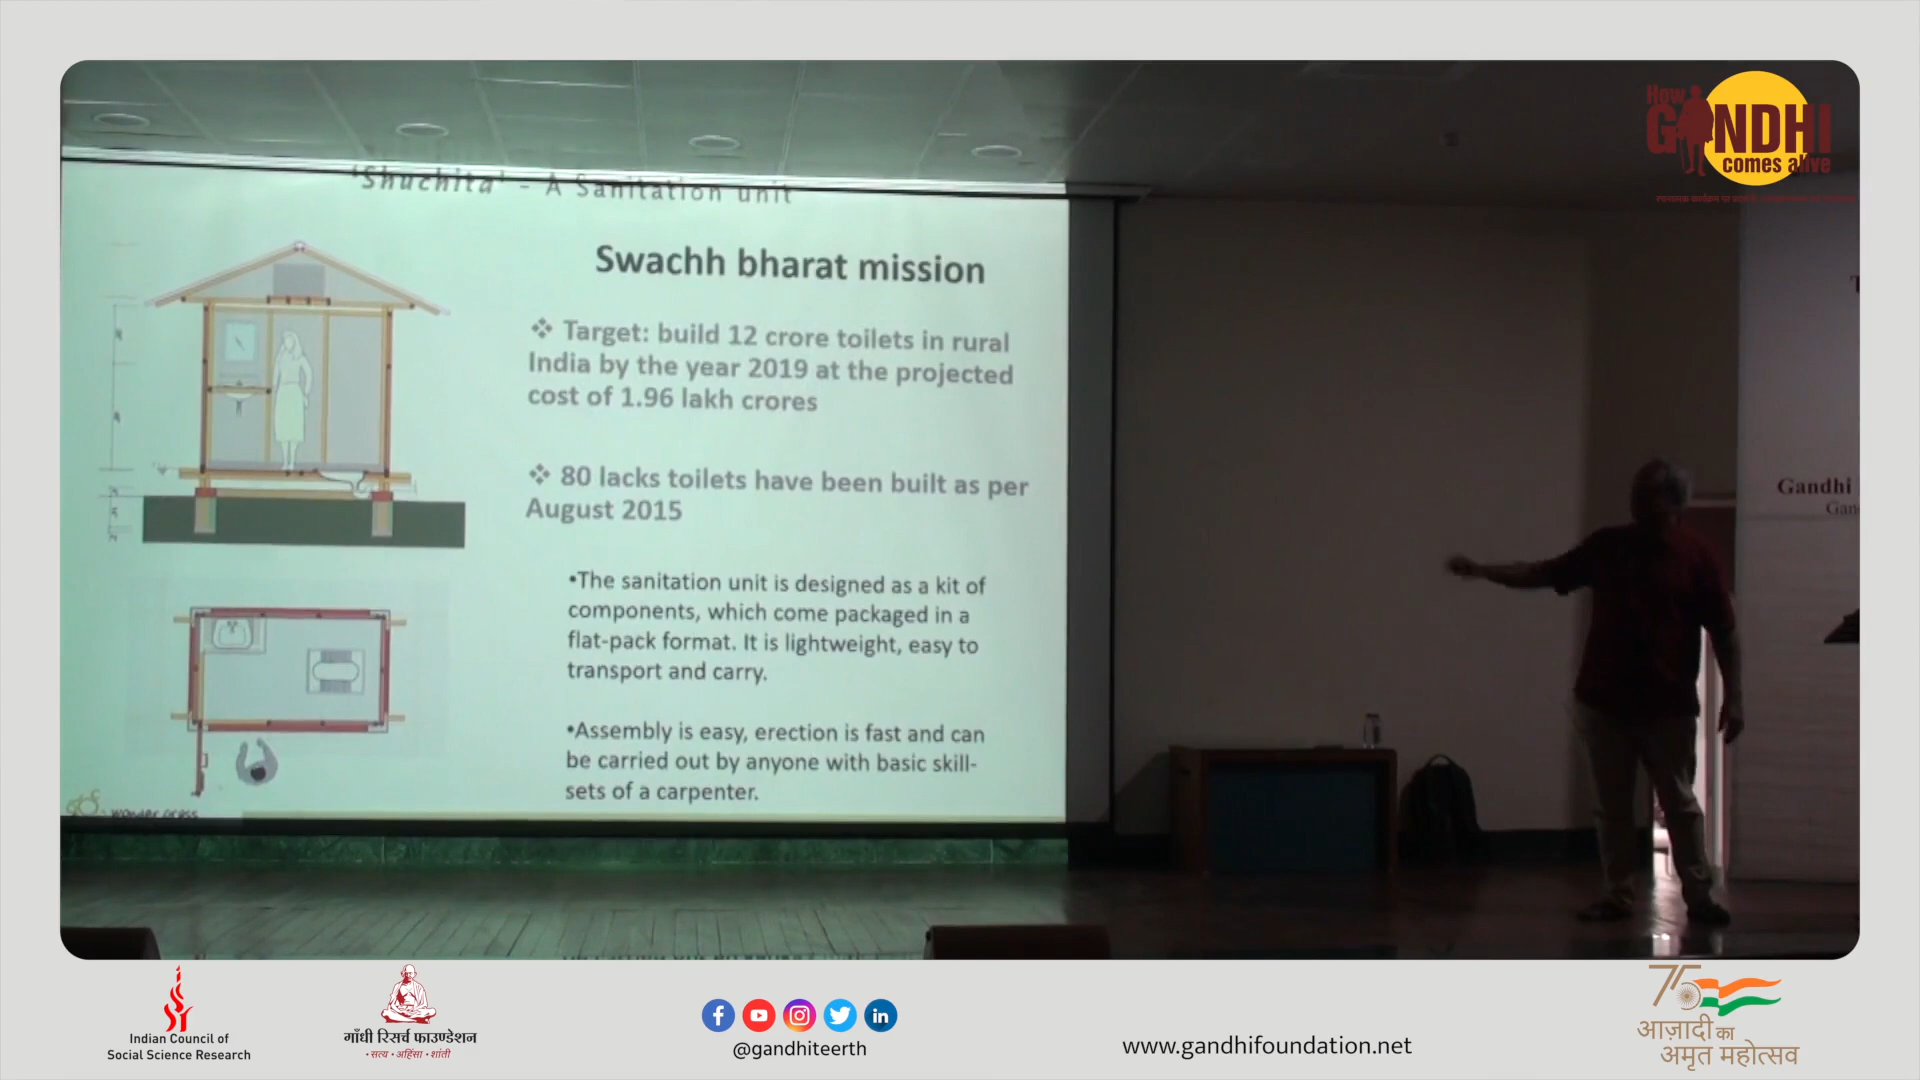 How
GANDHI
comes alive
'Shuchita' - A Sanitation unit
Swachh bharat mission
❖ Target: build 12 crore toilets in rural
India by the year 2019 at the projected
cost of 1.96 lakh crores
❖ 80 lacks toilets have been built as per
August 2015
•The sanitation unit is designed as a kit of
components, which come packaged in a
flat-pack format. It is lightweight, easy to
transport and carry.
•Assembly is easy, erection is fast and can
be carried out by anyone with basic skill-
sets of a carpenter.
wonder grass
Gandhi
Indian Council of
Social Science Research
गाँधी रिसर्च फाउण्डेशन
• सत्य • अहिंसा • शांती
@gandhiteerth
www.gandhifoundation.net
75
आज़ादी का
अमृत महोत्सव